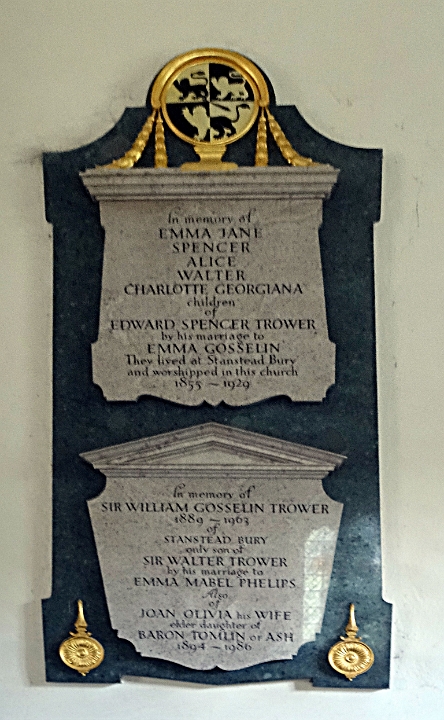 In memory of
EMMA JANE
SPENCER
ALICE
WALTER
CHARLOTTE GEORGIANA
children
of
EDWARD SPENCER TROWER
by his marriage to
EMMA GOSSELIN
They lived at Stanstead Bury
and worshipped in this church
1855 ~ 1929
In memory of
SIR WILLIAM GOSSELIN TROWER
1889 ~ 1963
of
STANSTEAD BURY
only son of
SIR WALTER TROWER
by his marriage to
EMMA MABEL PHELIPS
Also
of
JOAN OLIVIA his WIFE
elder daughter of
BARON TOMLIN OF ASH
1894 ~ 1986